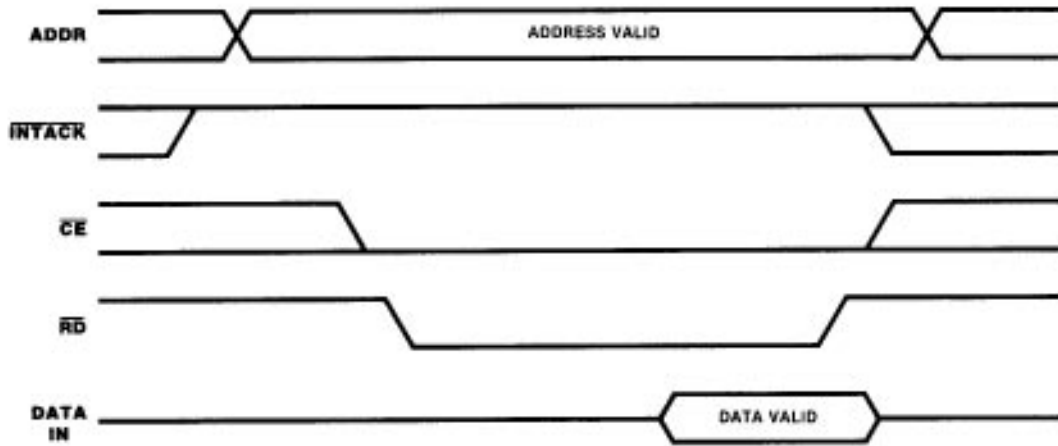 ADDR
ADDRESS VALID
INTACK
CE
RD
DATA
IN
DATA VALID